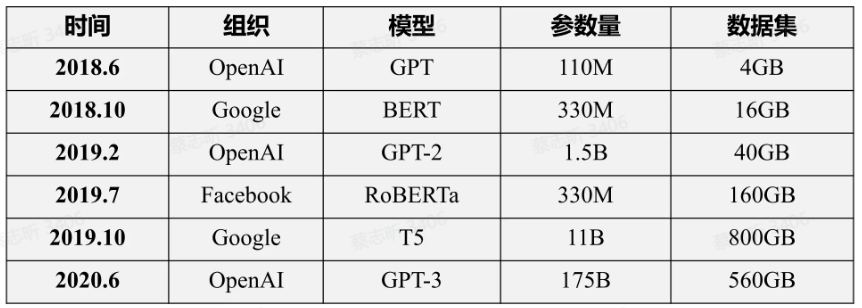 时间 组织 模型 参数量 数据集
2018.6 OpenAI GPT 110M 4GB
2018.10 Google BERT 330M 16GB
2019.2 OpenAI GPT-2 1.5B 40GB
2019.7 Facebook RoBERTa 330M 160GB
2019.10 Google T5 11B 800GB
2020.6 OpenAI GPT-3 175B 560GB
蔡志昕 3406